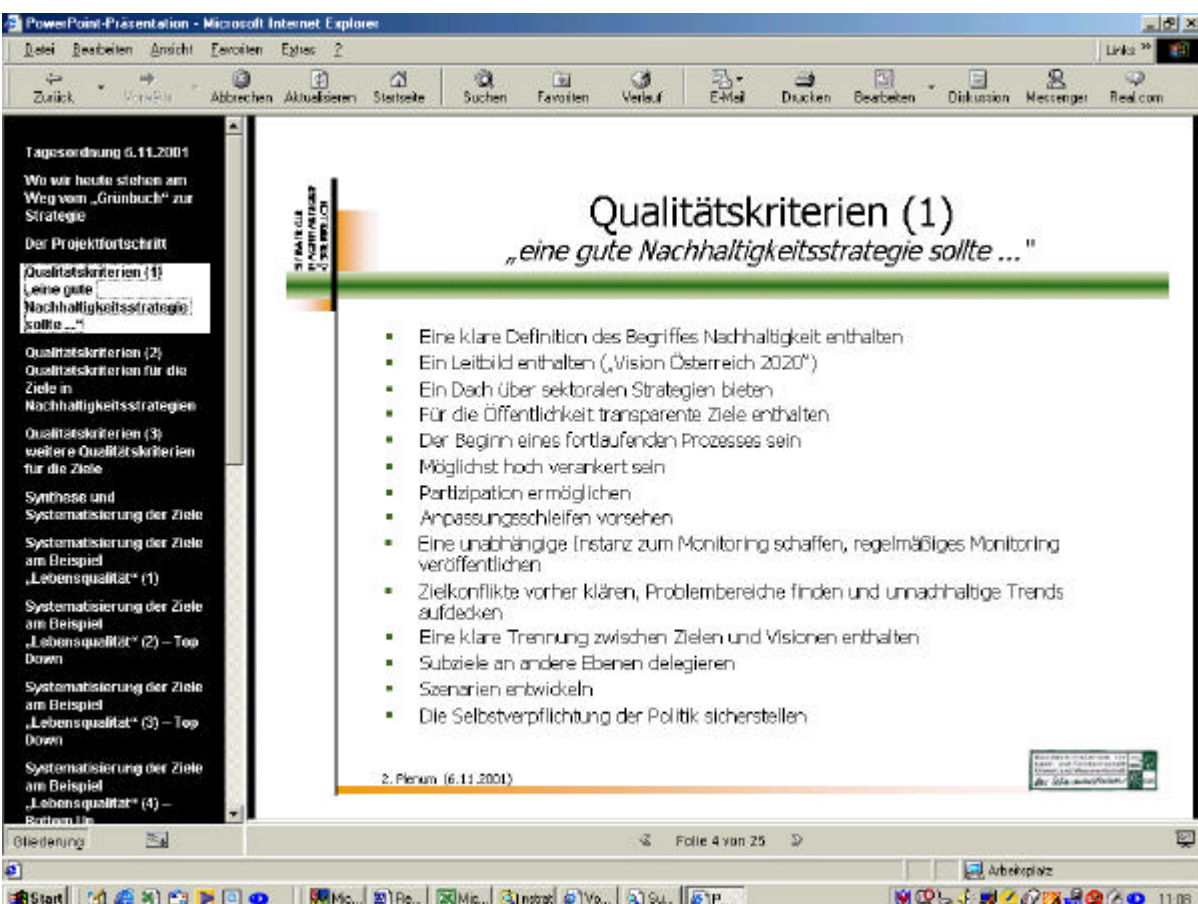 PowerPoint-Präsentation - Microsoft Internet Explorer
Datei Bearbeiten Ansicht Favoriten Extras ?
Links »
Zurück
Abbrechen Aktualisieren Startseite Suchen Favoriten Verlauf E-Mail Drucken Bearbeiten Diskussion Messenger Real.com
Tagesordnung 6.11.2001
Wo wir heute stehen am
Weg vom „Grünbuch“ zur
Strategie
Der Projektfortschritt
Qualitätskriterien (1)
„eine gute
Nachhaltigkeitsstrategie
sollte ..."
Qualitätskriterien (2)
Qualitätskriterien für die
Ziele in
Nachhaltigkeitsstrategien
Qualitätskriterien (3)
weitere Qualitätskriterien
für die Ziele
Synthese und
Systematisierung der Ziele
Systematisierung der Ziele
am Beispiel
„Lebensqualität“ (1)
Systematisierung der Ziele
am Beispiel
„Lebensqualität“ (2) – Top
Down
Systematisierung der Ziele
am Beispiel
„Lebensqualität“ (3) – Top
Down
Systematisierung der Ziele
am Beispiel
„Lebensqualität“ (4) –
Bottom Up
Qualitätskriterien (1)
„eine gute Nachhaltigkeitsstrategie sollte ..."
Eine klare Definition des Begriffes Nachhaltigkeit enthalten
Ein Leitbild enthalten („Vision Österreich 2020“)
Ein Dach über sektoralen Strategien bieten
Für die Öffentlichkeit transparente Ziele enthalten
Der Beginn eines fortlaufenden Prozesses sein
Möglichst hoch verankert sein
Partizipation ermöglichen
Anpassungsschleifen vorsehen
Eine unabhängige Instanz zum Monitoring schaffen, regelmäßiges Monitoring
veröffentlichen
Zielkonflikte vorher klären, Problembereiche finden und unnachhaltige Trends
aufdecken
Eine klare Trennung zwischen Zielen und Visionen enthalten
Subziele an andere Ebenen delegieren
Szenarien entwickeln
Die Selbstverpflichtung der Politik sicherstellen
2. Plenum (6.11.2001)
Gliederung
Folie 4 von 25
Arbeitsplatz
Start
Mic... Re... Mic... Instrat Vo... Su... P...
11:08